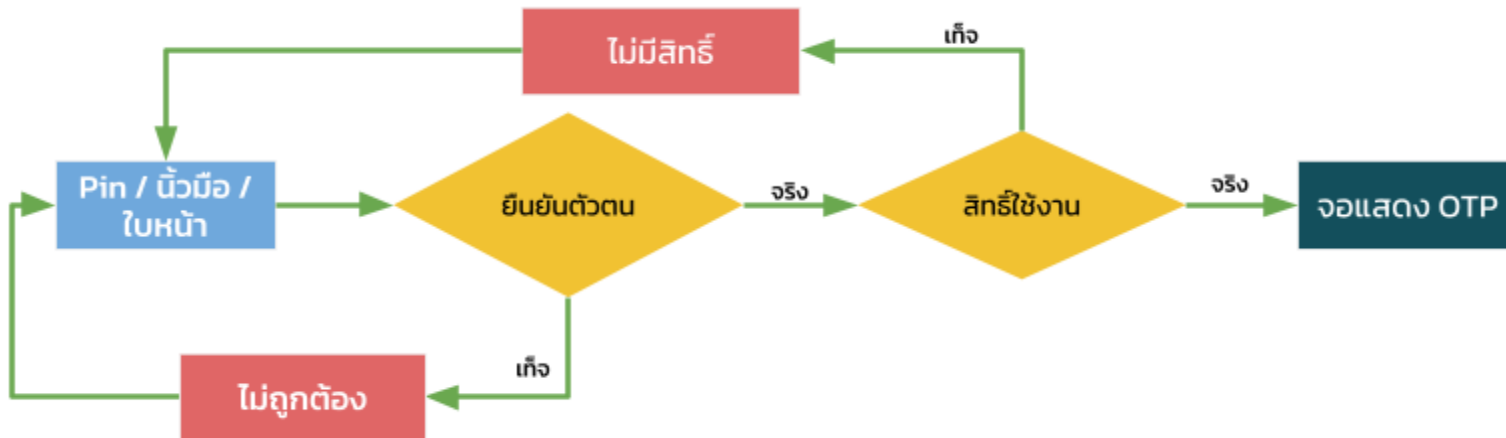 ไม่มีสิทธิ์
เท็จ
Pin / นิ้วมือ /
ใบหน้า
ยืนยันตัวตน
จริง
สิทธิ์ใช้งาน
จริง
จอแสดง OTP
เท็จ
ไม่ถูกต้อง